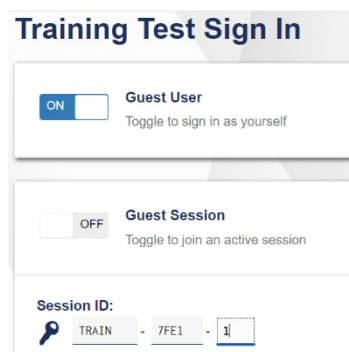 Training Test Sign In
ON Guest User
Toggle to sign in as yourself
OFF Guest Session
Toggle to join an active session
Session ID:
TRAIN - 7FE1 - 1